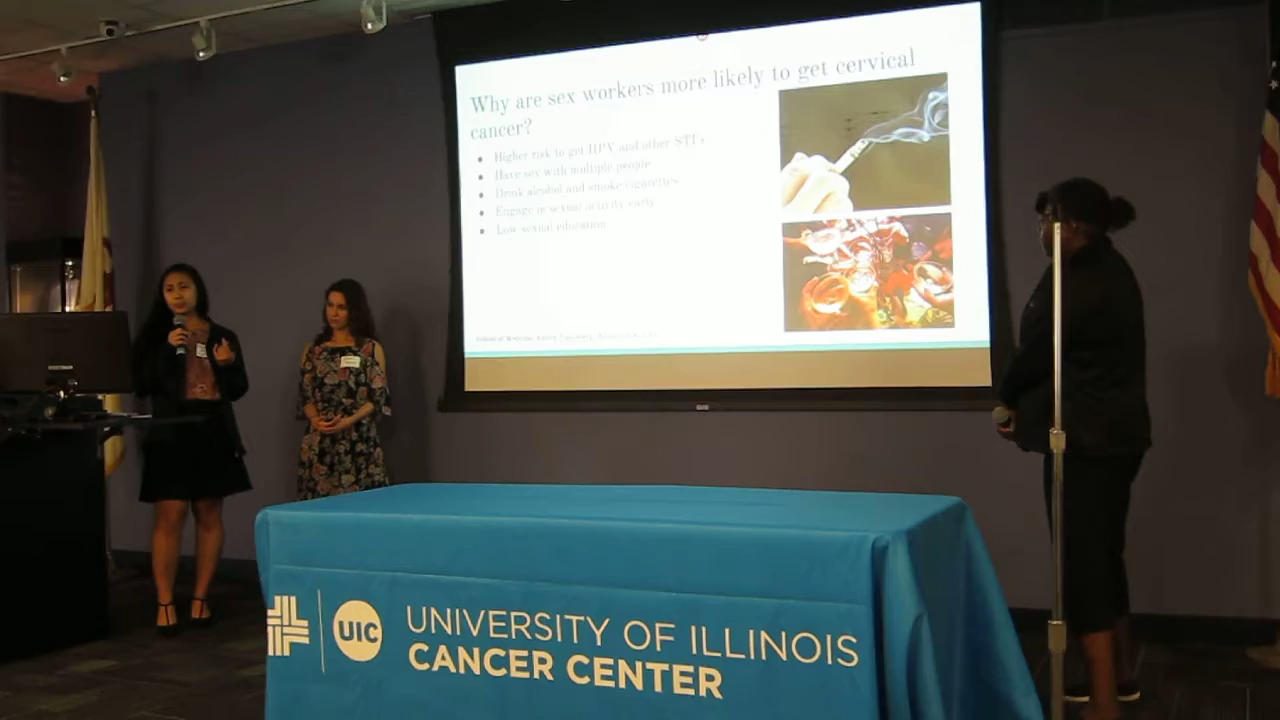 Why are sex workers more likely to get cervical
cancer?
● Higher risk to get HPV and other STI's
● Have sex with multiple people
● Drink alcohol and smoke cigarettes
● Engage in sexual activity early
● Low sexual education
UIC
UNIVERSITY OF ILLINOIS
CANCER CENTER